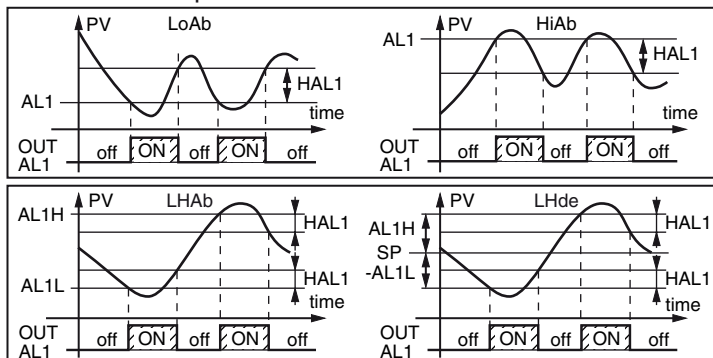 PV LoAb
HAL1
AL1
time
OUT
AL1
off ON off ON off
PV HiAb
AL1
HAL1
time
OUT
AL1
off ON off ON off
PV LHAb
AL1H
HAL1
HAL1
AL1L
time
OUT
AL1
off ON off ON off
PV LHde
AL1H
HAL1
SP
-AL1L
HAL1
time
OUT
AL1
off ON off ON off